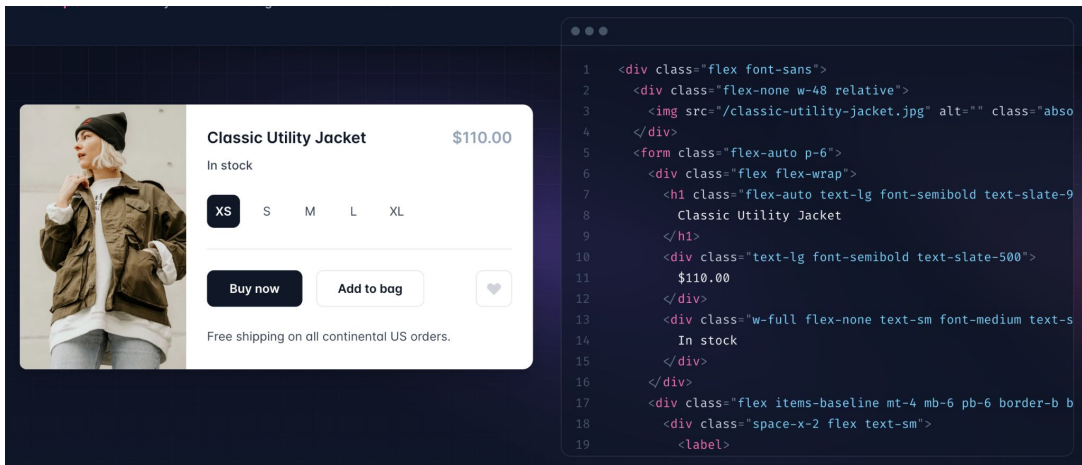 Classic Utility Jacket $110.00
In stock
XS S M L XL
Buy now Add to bag
Free shipping on all continental US orders.
1 <div class="flex font-sans">
2 <div class="flex-none w-48 relative">
3 <img src="/classic-utility-jacket.jpg" alt="" class="abso
4 </div>
5 <form class="flex-auto p-6">
6 <div class="flex flex-wrap">
7 <h1 class="flex-auto text-lg font-semibold text-slate-9
8 Classic Utility Jacket
9 </h1>
10 <div class="text-lg font-semibold text-slate-500">
11 $110.00
12 </div>
13 <div class="w-full flex-none text-sm font-medium text-s
14 In stock
15 </div>
16 </div>
17 <div class="flex items-baseline mt-4 mb-6 pb-6 border-b b
18 <div class="space-x-2 flex text-sm">
19 <label>